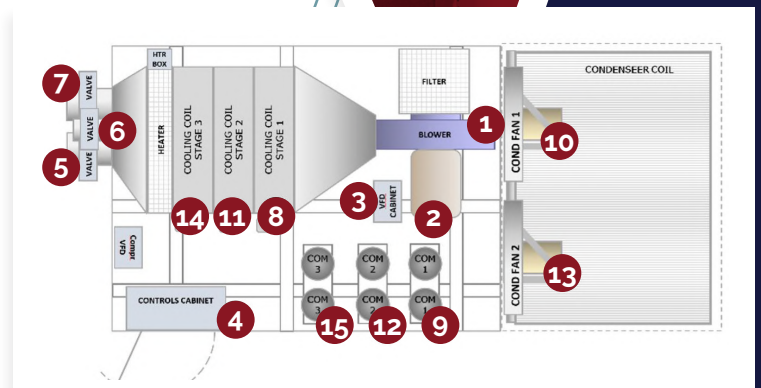 HTR
BOX
7
VALVE
6
VALVE
5
VALVE
HEATER
COOLING COIL
STAGE 3
COOLING COIL
STAGE 2
COOLING COIL
STAGE 1
14
11
8
FILTER
BLOWER
1
3
VFD
CABINET
2
COND FAN 1
10
CONDENSEER COIL
COND FAN 2
13
Compr
VFD
CONTROLS CABINET
4
COM
3
COM
2
COM
1
COM
3
COM
2
COM
1
15
12
9